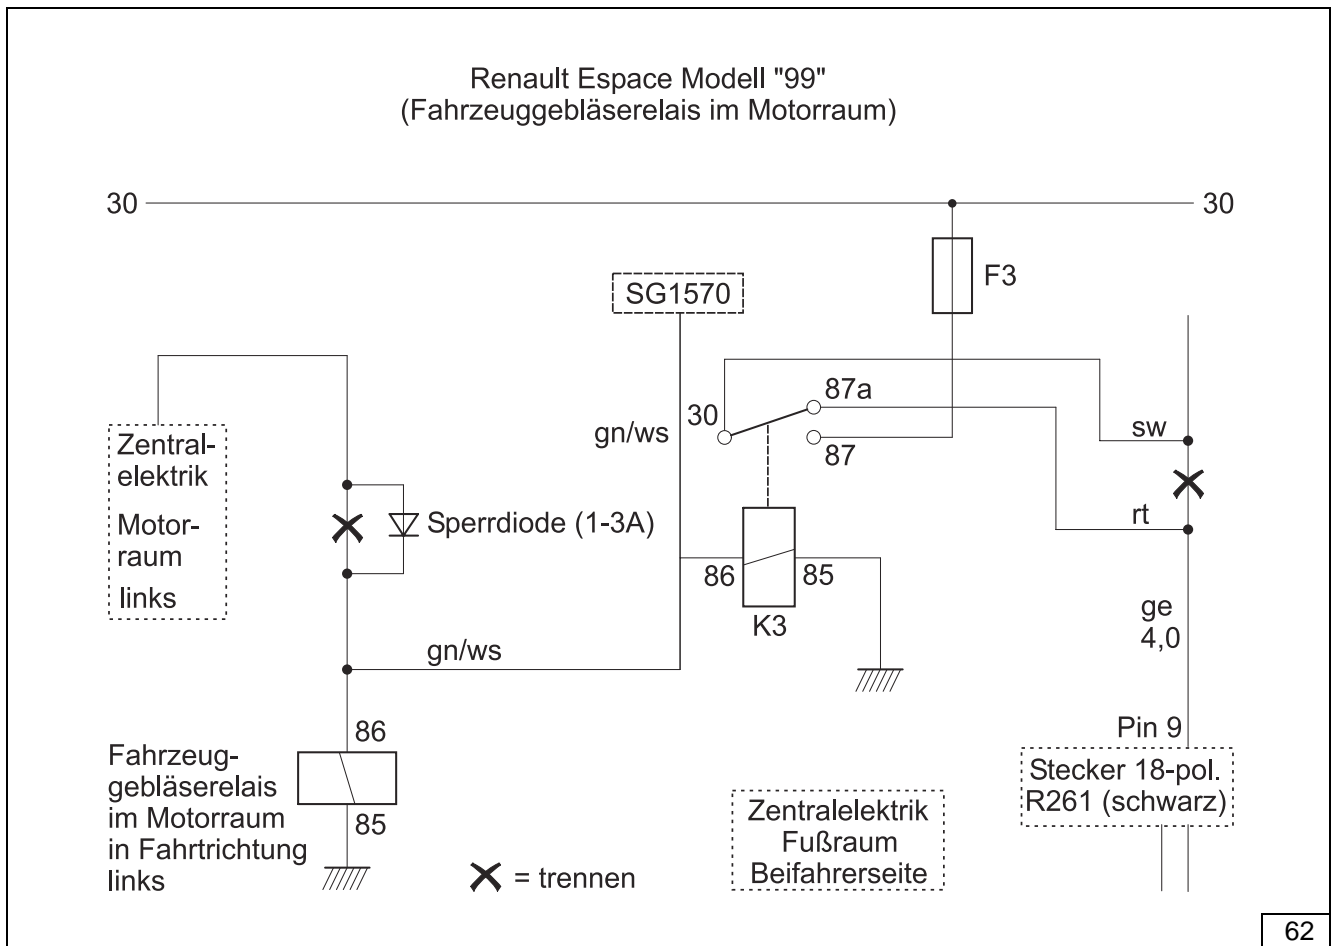 Renault Espace Modell "99"
(Fahrzeuggebläserelais im Motorraum)
30
30
F3
SG1570
87a
30
gn/ws
87
sw
Zentral-
elektrik
Motor-
raum
links
Sperrdiode (1-3A)
rt
86
85
K3
ge
4,0
gn/ws
86
Pin 9
Fahrzeug-
gebläserelais
im Motorraum
in Fahrtrichtung
links
85
Stecker 18-pol.
R261 (schwarz)
Zentralelektrik
Fußraum
Beifahrerseite
= trennen
62